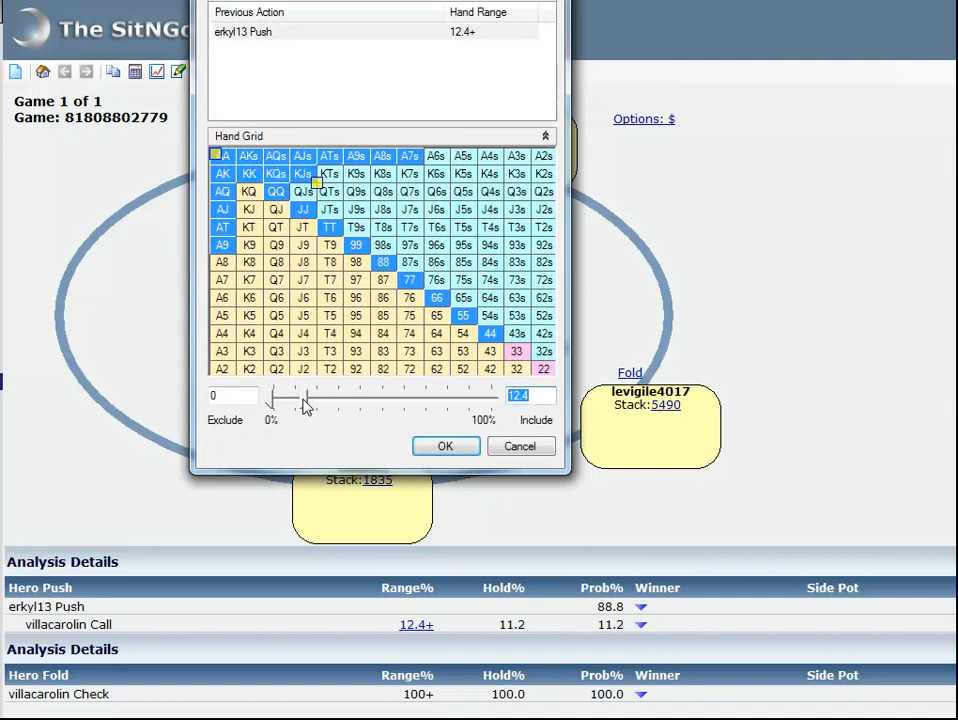 The SitNGo
Previous Action Hand Range
erkyl13 Push 12.4+
Game 1 of 1
Game: 81808802779
Options: $
Hand Grid
A AKs AQs AJs ATs A9s A8s A7s A6s A5s A4s A3s A2s
AK KK KQs KJs KTs K9s K8s K7s K6s K5s K4s K3s K2s
AQ KQ QQ QJs QTs Q9s Q8s Q7s Q6s Q5s Q4s Q3s Q2s
AJ KJ QJ JJ JTs J9s J8s J7s J6s J5s J4s J3s J2s
AT KT QT JT TT T9s T8s T7s T6s T5s T4s T3s T2s
A9 K9 Q9 J9 T9 99 98s 97s 96s 95s 94s 93s 92s
A8 K8 Q8 J8 T8 98 88 87s 86s 85s 84s 83s 82s
A7 K7 Q7 J7 T7 97 87 77 76s 75s 74s 73s 72s
A6 K6 Q6 J6 T6 96 86 76 66 65s 64s 63s 62s
A5 K5 Q5 J5 T5 95 85 75 65 55 54s 53s 52s
A4 K4 Q4 J4 T4 94 84 74 64 54 44 43s 42s
A3 K3 Q3 J3 T3 93 83 73 63 53 43 33 32s
A2 K2 Q2 J2 T2 92 82 72 62 52 42 32 22
0 12.4
Exclude 0% 100% Include
OK Cancel
Fold
levigile4017
Stack:5490
Stack:1835
Analysis Details
Hero Push Range% Hold% Prob% Winner Side Pot
erkyl13 Push 88.8
villacarolin Call 12.4+ 11.2 11.2
Analysis Details
Hero Fold Range% Hold% Prob% Winner Side Pot
villacarolin Check 100+ 100.0 100.0